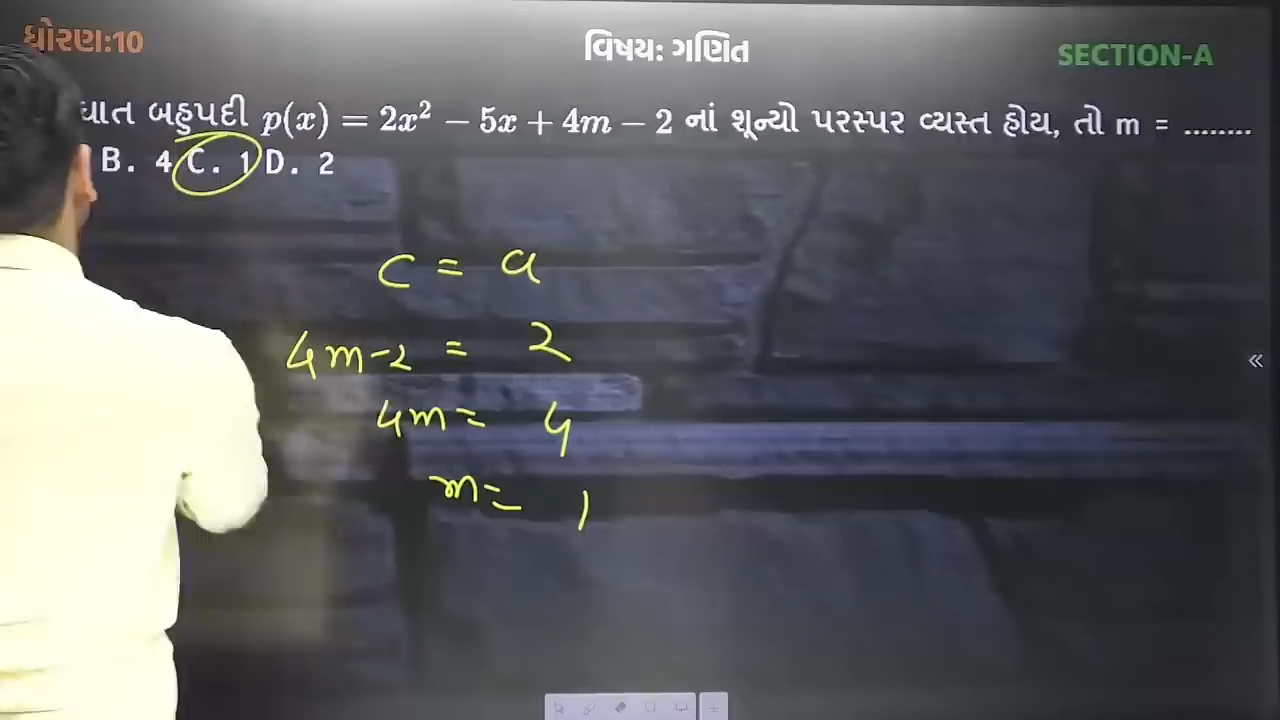 ધોરણ:10
વિષય: ગણિત
SECTION-A
બહુપદી p(x) = 2x² − 5x + 4m − 2 નાં શૂન્યો પરસ્પર વ્યસ્ત હોય, તો m = ........
B. 4 C. 1 D. 2
c = a
4m-2 = 2
4m = 4
m = 1